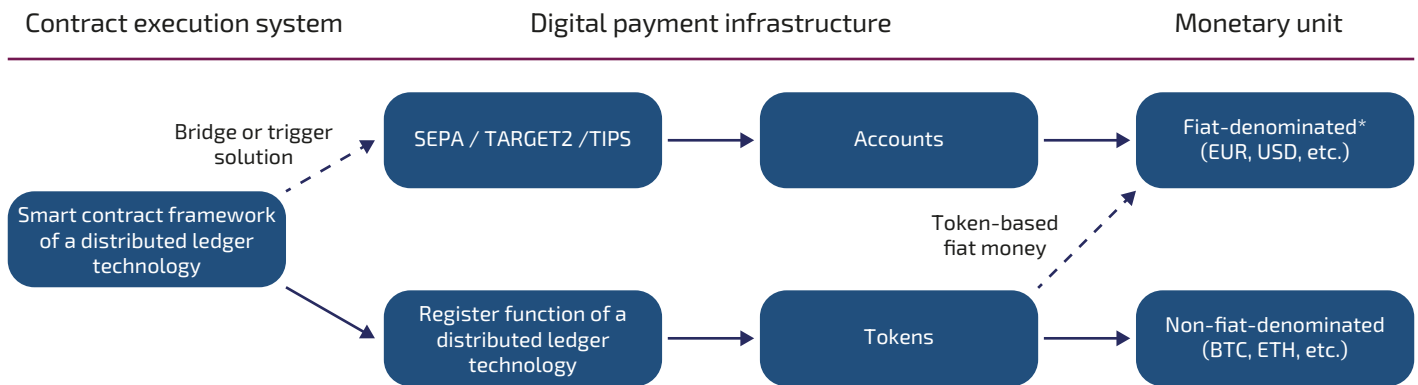 Contract execution system
Digital payment infrastructure
Monetary unit
Bridge or trigger
solution
SEPA / TARGET2 /TIPS
Accounts
Fiat-denominated*
(EUR, USD, etc.)
Smart contract framework
of a distributed ledger
technology
Token-based
fiat money
Register function of a
distributed ledger
technology
Tokens
Non-fiat-denominated
(BTC, ETH, etc.)